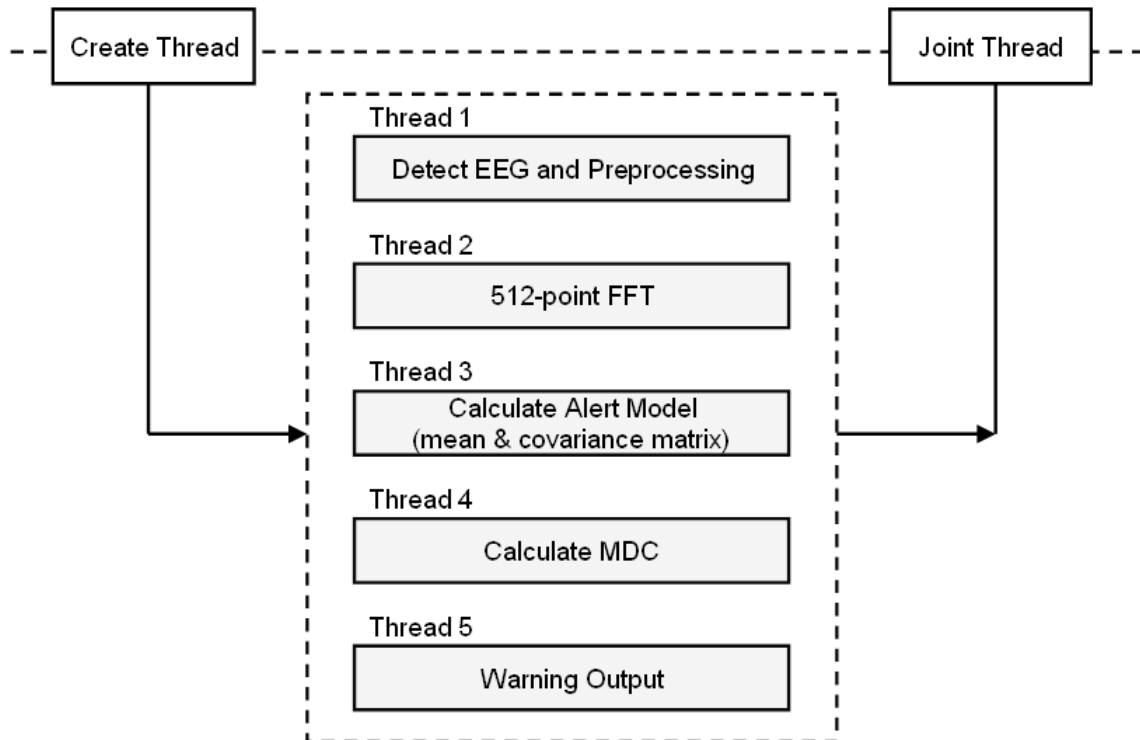 Create Thread
Joint Thread
Thread 1
Detect EEG and Preprocessing
Thread 2
512-point FFT
Thread 3
Calculate Alert Model
(mean & covariance matrix)
Thread 4
Calculate MDC
Thread 5
Warning Output